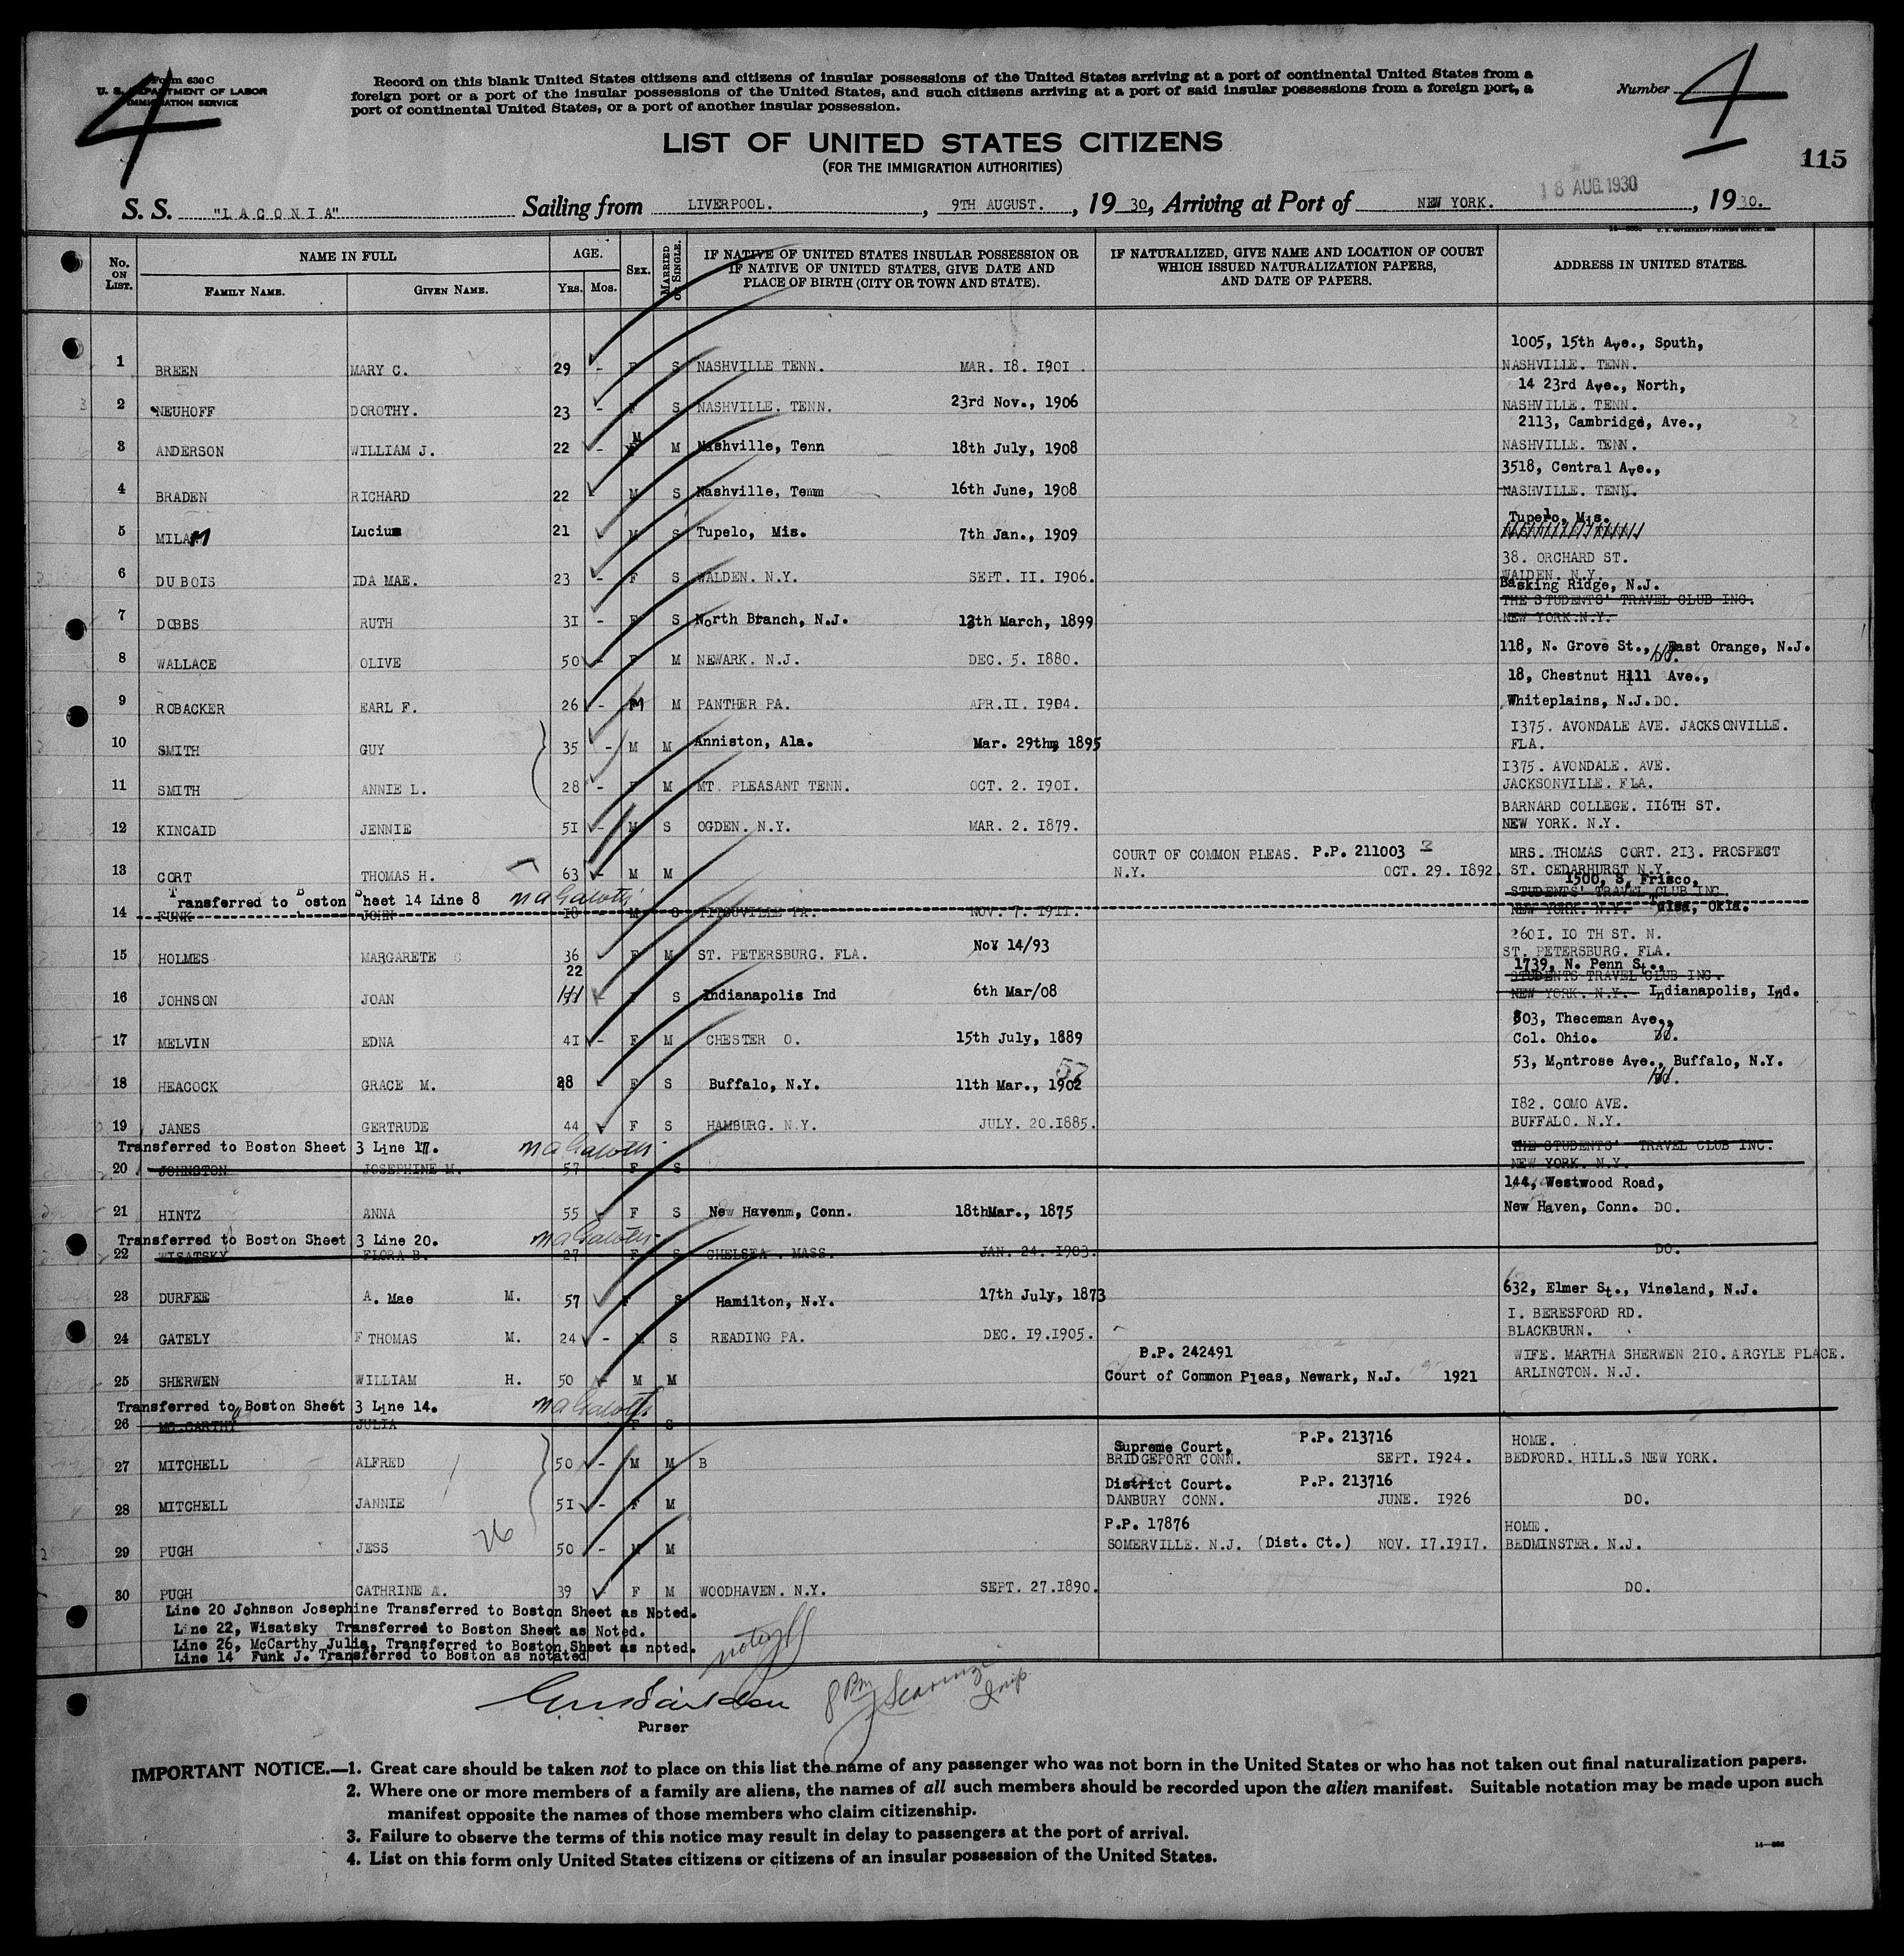 4
Form 630 C
U. S. DEPARTMENT OF LABOR
IMMIGRATION SERVICE
Record on this blank United States citizens and citizens of insular possessions of the United States arriving at a port of continental United States from a
foreign port or a port of the insular possessions of the United States, and such citizens arriving at a port of said insular possessions from a foreign port, a
port of continental United States, or a port of another insular possession.
Number 4
LIST OF UNITED STATES CITIZENS
(FOR THE IMMIGRATION AUTHORITIES)
115
18 AUG. 1930
S. S. "LACONIA" Sailing from LIVERPOOL. , 9TH AUGUST. , 19 30, Arriving at Port of NEW YORK. , 19 30.
No. ON LIST. NAME IN FULL FAMILY NAME. GIVEN NAME. AGE. YRS. MOS. SEX. MARRIED OR SINGLE. IF NATIVE OF UNITED STATES INSULAR POSSESSION OR IF NATIVE OF UNITED STATES, GIVE DATE AND PLACE OF BIRTH (CITY OR TOWN AND STATE). IF NATURALIZED, GIVE NAME AND LOCATION OF COURT WHICH ISSUED NATURALIZATION PAPERS, AND DATE OF PAPERS. ADDRESS IN UNITED STATES.
1005, 15th Ave., South,
1 BREEN MARY C. 29 - F S NASHVILLE TENN. MAR. 18. 1901 NASHVILLE. TENN.
14 23rd Ave., North,
2 NEUHOFF DOROTHY. 23 - F S NASHVILLE. TENN. 23rd Nov., 1906 NASHVILLE. TENN.
2113, Cambridge, Ave.,
3 ANDERSON WILLIAM J. 22 - M M Nashville, Tenn 18th July, 1908 NASHVILLE. TENN.
3518, Central Ave.,
4 BRADEN RICHARD 22 - M S Nashville, Tenn 16th June, 1908 NASHVILLE. TENN.
Tupelo, Mis.
5 MILAM Lucius 21 M S Tupelo, Mis. 7th Jan., 1909
38. ORCHARD ST.
6 DU BOIS IDA MAE. 23 - F S WALDEN. N.Y. SEPT. 11. 1906. WALDEN. N.Y.
Basking Ridge, N.J.
THE STUDENTS' TRAVEL CLUB INC.
7 DOBBS RUTH 31 - F S North Branch, N.J. 13th March, 1899 NEW YORK.N.Y.
8 WALLACE OLIVE 50 - F M NEWARK. N.J. DEC. 5. 1880. 118, N. Grove St., East Orange, N.J.
18, Chestnut Hill Ave.,
9 ROBACKER EARL F. 26 - M M PANTHER PA. APR.11. 1904. Whiteplains, N.J. DO.
1375. AVONDALE AVE. JACKSONVILLE.
10 SMITH GUY 35 - M M Anniston, Ala. Mar. 29th, 1895 FLA.
1375. AVONDALE. AVE.
11 SMITH ANNIE L. 28 - F M MT. PLEASANT TENN. OCT. 2. 1901. JACKSONVILLE. FLA.
BARNARD COLLEGE. 116TH ST.
12 KINCAID JENNIE 51 - M S OGDEN. N.Y. MAR. 2. 1879. NEW YORK. N.Y.
COURT OF COMMON PLEAS. P.P. 211003 MRS. THOMAS CORT. 213. PROSPECT
13 CORT THOMAS H. 63 - M M N.Y. OCT. 29. 1892. ST. CEDARHURST N.Y.
Transferred to Boston Sheet 14 Line 8 1500, S. Frisco,
STUDENTS' TRAVEL CLUB INC.
14 FUNK JOHN 18 - M S TITUSVILLE PA. NOV. 7. 1911. NEW YORK. N.Y. Tulsa, Okla.
2601. 10 TH ST. N.
15 HOLMES MARGARETE C 36 F M ST. PETERSBURG. FLA. Nov 14/93 ST. PETERSBURG. FLA.
1739, N. Penn St.,
STUDENTS TRAVEL CLUB INC.
16 JOHNSON JOAN 22 - F S Indianapolis Ind 6th Mar/08 NEW YORK. N.Y. Indianapolis, Ind.
803, Theceman Ave.,
17 MELVIN EDNA 41 - F M CHESTER O. 15th July, 1889 Col. Ohio.
53, Montrose Ave., Buffalo, N.Y.
18 HEACOCK GRACE M. 28 - F S Buffalo, N.Y. 11th Mar., 1902
182. COMO AVE.
19 JANES GERTRUDE 44 F S HAMBURG. N.Y. JULY. 20.1885. BUFFALO. N.Y.
Transferred to Boston Sheet 3 Line 17. THE STUDENTS' TRAVEL CLUB INC.
20 JOHNSTON JOSEPHINE M. 57 F S NEW YORK. N.Y.
144, Westwood Road,
21 HINTZ ANNA 55 - F S New Havenm, Conn. 18thMar., 1875 New Haven, Conn. DO.
Transferred to Boston Sheet 3 Line 20.
22 WISATSKY FLORA B. 27 F S CHELSEA . MASS. JAN. 24. 1903. DO.
23 DURFEE A. Mae M. 57 F S Hamilton, N.Y. 17th July, 1873 632, Elmer St., Vineland, N.J.
1. BERESFORD RD.
24 GATELY F THOMAS M. 24 - M S READING PA. DEC. 19.1905. BLACKBURN.
B.P. 242491 WIFE. MARTHA SHERWEN 210. ARGYLE PLACE.
25 SHERWEN WILLIAM H. 50 - M M Court of Common Pleas, Newark, N.J. 1921 ARLINGTON. N.J.
Transferred to Boston Sheet 3 Line 14.
26 MC.CARTHY JULIA F S
Supreme Court, P.P. 213716 HOME.
27 MITCHELL ALFRED 50 - M M B BRIDGEPORT CONN. SEPT. 1924. BEDFORD. HILL.S NEW YORK.
District Court. P.P. 213716
28 MITCHELL JANNIE 51 - F M DANBURY CONN. JUNE. 1926 DO.
P.P. 17876 HOME.
29 PUGH JESS 50 - M M SOMERVILLE. N.J. (Dist. Ct.) NOV. 17.1917. BEDMINSTER. N.J.
30 PUGH CATHRINE A. 39 F M WOODHAVEN. N.Y. SEPT. 27.1890. DO.
Line 20 Johnson Josephine Transferred to Boston Sheet as Noted.
Line 22, Wisatsky Transferred to Boston Sheet as Noted.
Line 26, McCarthy Julia, Transferred to Boston Sheet as noted.
Line 14 Funk J. Transferred to Boston as notated
Purser
IMPORTANT NOTICE.—1. Great care should be taken not to place on this list the name of any passenger who was not born in the United States or who has not taken out final naturalization papers.
2. Where one or more members of a family are aliens, the names of all such members should be recorded upon the alien manifest. Suitable notation may be made upon such
manifest opposite the names of those members who claim citizenship.
3. Failure to observe the terms of this notice may result in delay to passengers at the port of arrival.
4. List on this form only United States citizens or citizens of an insular possession of the United States.